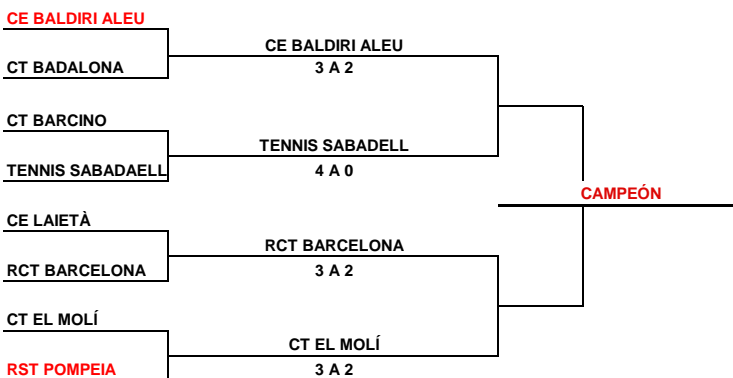 CE BALDIRI ALEU
CE BALDIRI ALEU
CT BADALONA
3 A 2
CT BARCINO
TENNIS SABADELL
TENNIS SABADAELL
4 A 0
CAMPEÓN
CE LAIETÀ
RCT BARCELONA
RCT BARCELONA
3 A 2
CT EL MOLÍ
CT EL MOLÍ
RST POMPEIA
3 A 2